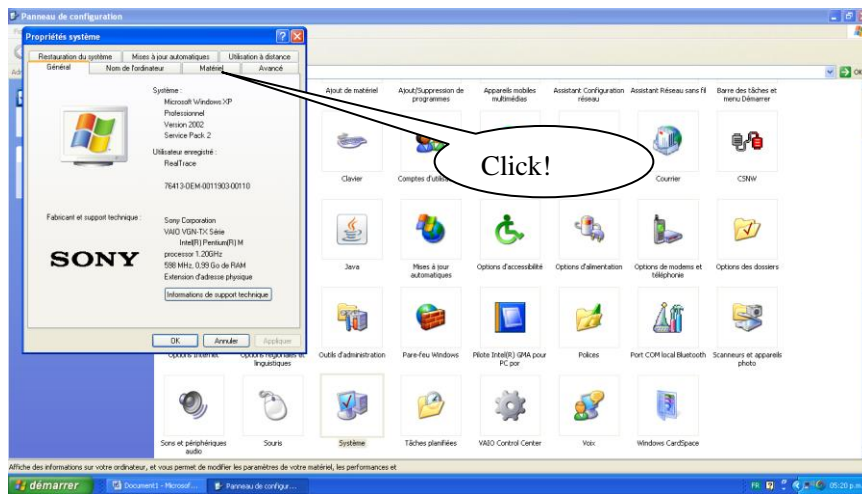 Panneau de configuration
Propriétés système
Restauration du système
Mises à jour automatiques
Utilisation à distance
Général
Nom de l'ordinateur
Matériel
Avancé
Système :
Microsoft Windows XP
Professionnel
Version 2002
Service Pack 2
Utilisateur enregistré :
RealTrace
76413-OEM-0011903-00110
Fabricant et support technique :
Sony Corporation
VAIO VGN-TX Série
Intel(R) Pentium(R) M
processor 1.20GHz
598 MHz, 0,99 Go de RAM
Extension d'adresse physique
SONY
Informations de support technique
OK
Annuler
Appliquer
Click!
Ajout de matériel
Ajout/Suppression de
programmes
Appareils mobiles
multimédias
Assistant Configuration
réseau
Assistant Réseau sans fil
Barre des tâches et
menu Démarrer
Clavier
Comptes
Courrier
CSNW
Java
Mises à jour
automatiques
Options d'accessibilité
Options d'alimentation
Options de modems et
téléphonie
Options des dossiers
Options Internet
Options régionales et
linguistiques
Outils d'administration
Pare-feu Windows
Pilote Intel(R) GMA pour
PC por
Polices
Port COM local Bluetooth
Scanneurs et appareils
photo
Sons et périphériques
audio
Souris
Système
Tâches planifiées
VAIO Control Center
Voix
Windows CardSpace
Affiche des informations sur votre ordinateur, et vous permet de modifier les paramètres de votre matériel, les performances et
démarrer
Document1 - Microsof...
Panneau de configur...
FR
05:20 p.m.